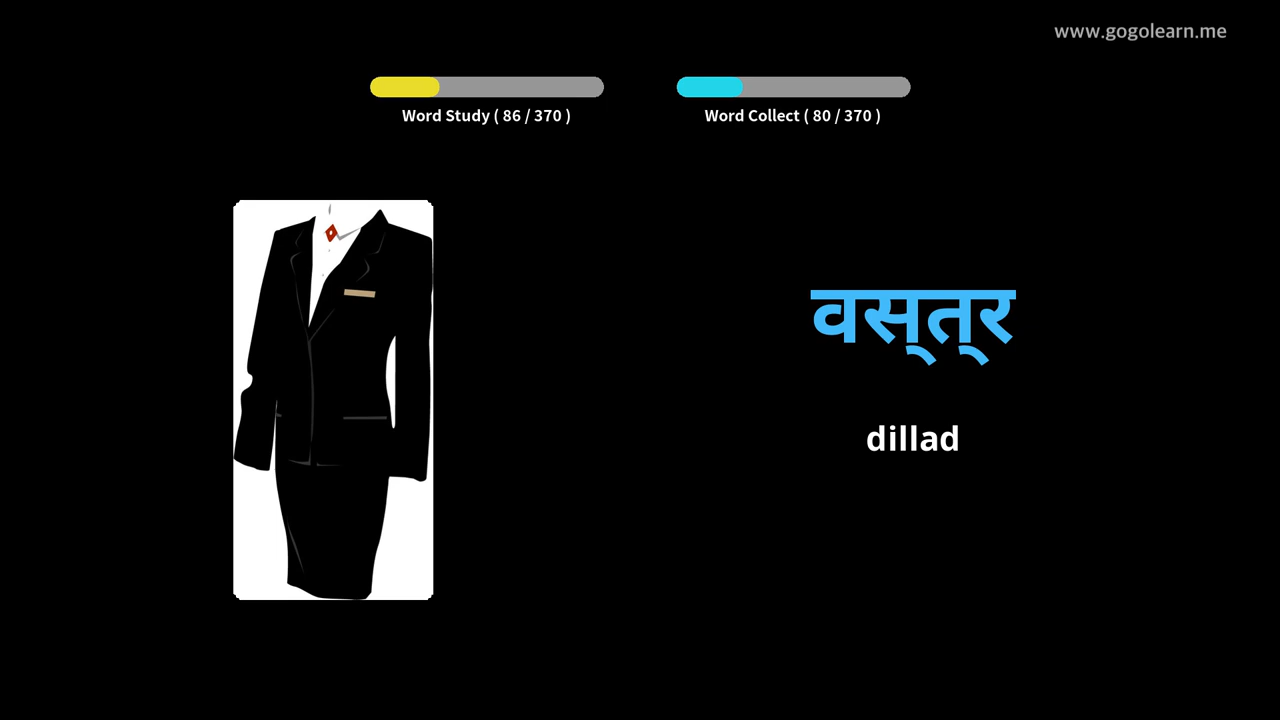 www.gogolearn.me
Word Study ( 86 / 370 )
Word Collect ( 80 / 370 )
वस्त्र
dillad